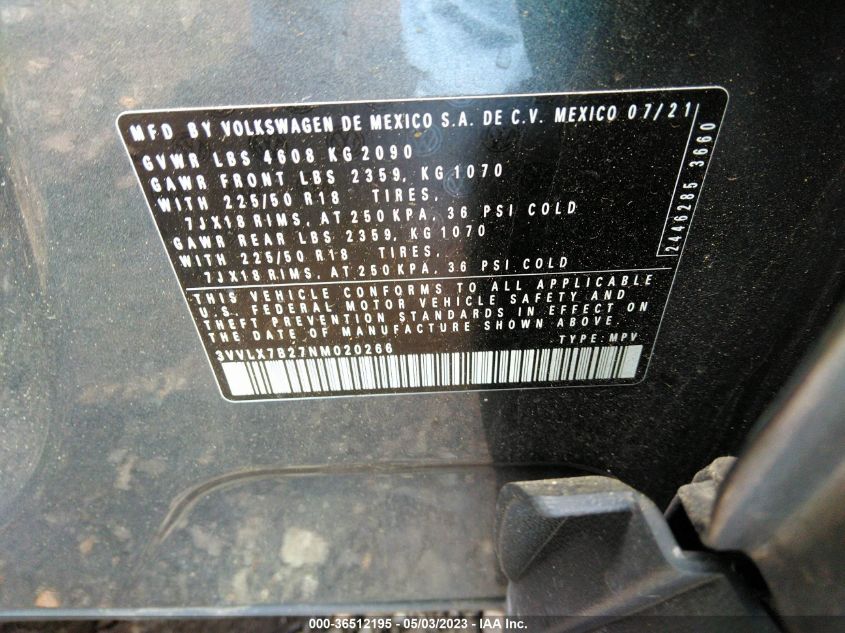 MFD BY VOLKSWAGEN DE MEXICO S.A. DE C.V. MEXICO 07/21
GVWR LBS 4608 KG 2090
GAWR FRONT LBS 2359, KG 1070
WITH 225/50 R18 TIRES,
7JX18 RIMS, AT 250 KPA, 36 PSI COLD
GAWR REAR LBS 2359, KG 1070
WITH 225/50 R18 TIRES,
7JX18 RIMS, AT 250 KPA, 36 PSI COLD
THIS VEHICLE CONFORMS TO ALL APPLICABLE
U.S. FEDERAL MOTOR VEHICLE SAFETY AND
THEFT PREVENTION STANDARDS IN EFFECT ON
THE DATE OF MANUFACTURE SHOWN ABOVE.
3VVLX7B27NM020266 TYPE: MPV
2446285 3660
000-36512195 - 05/03/2023 - IAA Inc.